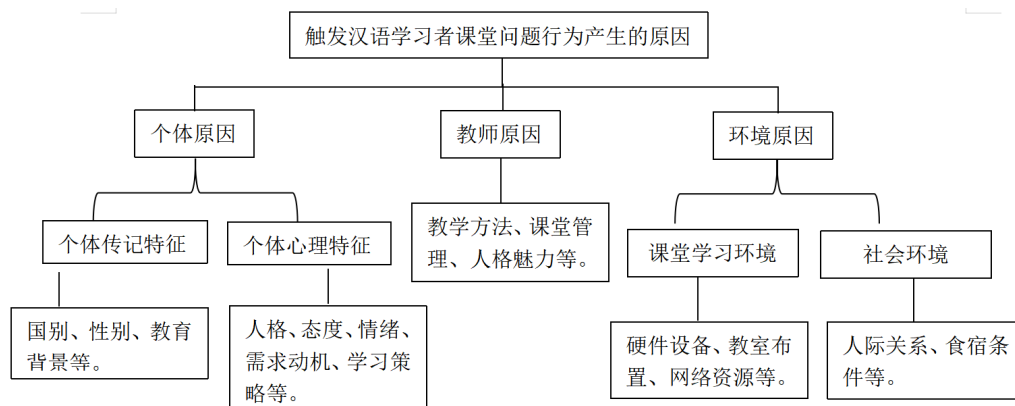 触发汉语学习者课堂问题行为产生的原因
个体原因
教师原因
环境原因
个体传记特征
个体心理特征
教学方法、课堂管
理、人格魅力等。
课堂学习环境
社会环境
国别、性别、教育
背景等。
人格、态度、情绪、
需求动机、学习策
略等。
硬件设备、教室布
置、网络资源等。
人际关系、食宿条
件等。